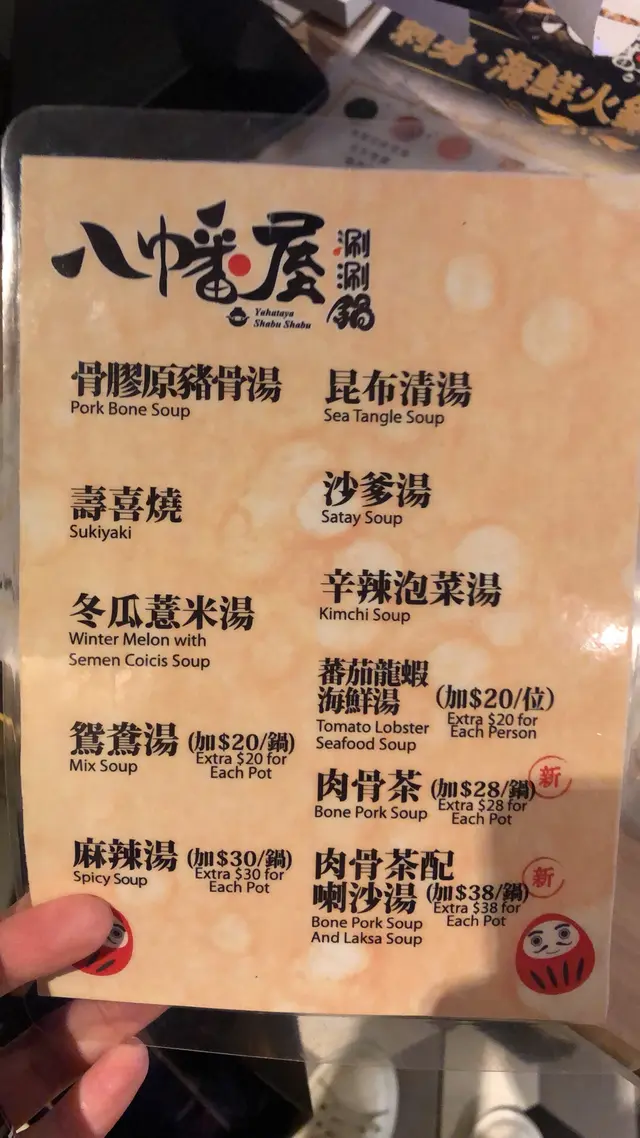 刺身·海鮮火鍋
八幡屋
涮涮鍋
Yahataya
Shabu Shabu
骨膠原豬骨湯
Pork Bone Soup
壽喜燒
Sukiyaki
冬瓜薏米湯
Winter Melon with
Semen Coicis Soup
鴛鴦湯 (加$20/鍋)
Mix Soup
Extra $20 for
Each Pot
麻辣湯 (加$30/鍋)
Spicy Soup
Extra $30 for
Each Pot
昆布清湯
Sea Tangle Soup
沙爹湯
Satay Soup
辛辣泡菜湯
Kimchi Soup
蕃茄龍蝦
海鮮湯 (加$20/位)
Tomato Lobster
Seafood Soup
Extra $20 for
Each Person
肉骨茶 (加$28/鍋) 新
Bone Pork Soup
Extra $28 for
Each Pot
肉骨茶配 新
喇沙湯 (加$38/鍋)
Bone Pork Soup
And Laksa Soup
Extra $38 for
Each Pot